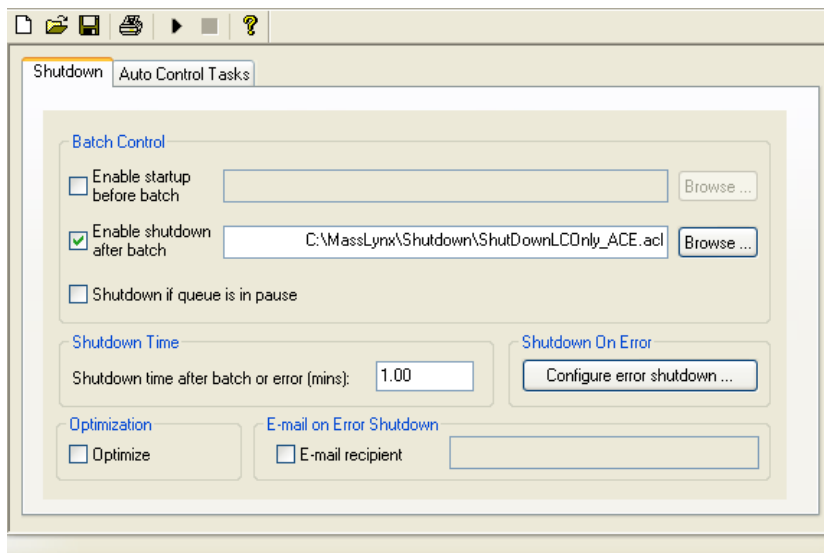 Shutdown
Auto Control Tasks
Batch Control
Enable startup
before batch
Browse ...
Enable shutdown
after batch
C:\MassLynx\Shutdown\ShutDownLCOnly_ACE.acl
Browse ...
Shutdown if queue is in pause
Shutdown Time
Shutdown time after batch or error (mins):
1.00
Shutdown On Error
Configure error shutdown ...
Optimization
Optimize
E-mail on Error Shutdown
E-mail recipient